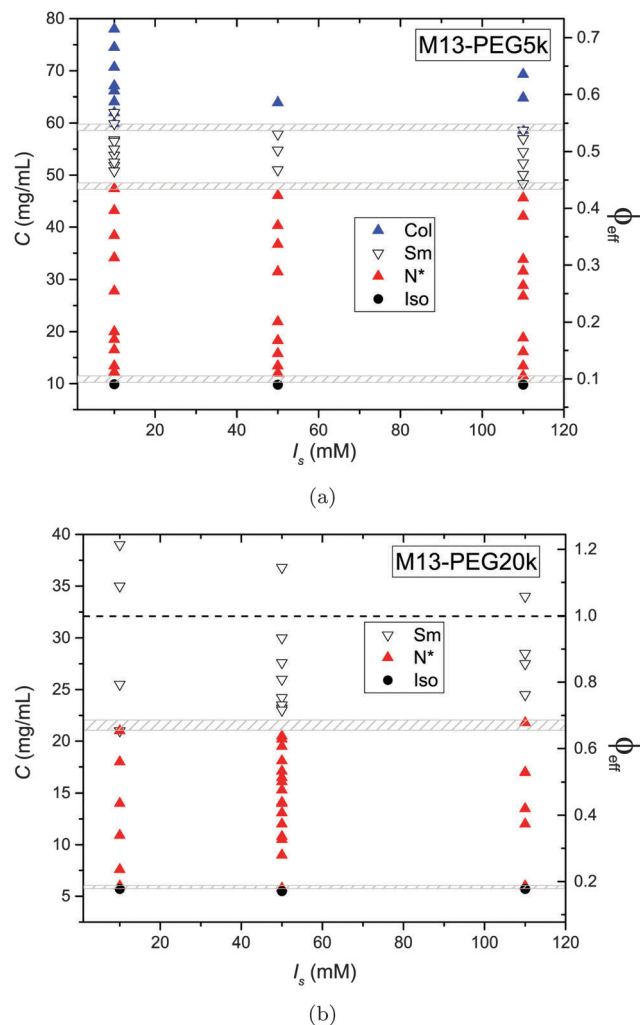 M13-PEG5k
C (mg/mL)
80
70
60
50
40
30
20
10
0.7
0.6
0.5
0.4
0.3
0.2
0.1
ϕeff
Col
Sm
N*
Iso
20 40 60 80 100 120
Is (mM)
(a)
M13-PEG20k
C (mg/mL)
40
35
30
25
20
15
10
5
1.2
1.0
0.8
0.6
0.4
0.2
ϕeff
Sm
N*
Iso
20 40 60 80 100 120
Is (mM)
(b)